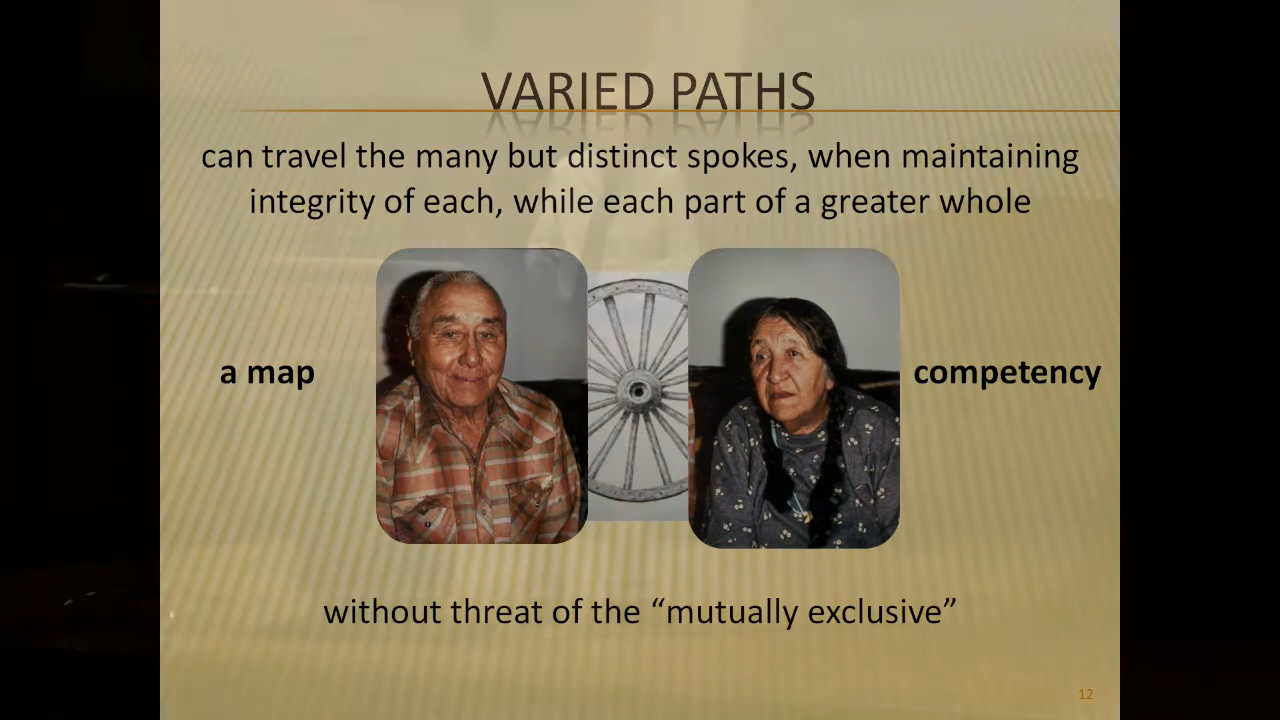 VARIED PATHS
can travel the many but distinct spokes, when maintaining
integrity of each, while each part of a greater whole
a map
competency
without threat of the “mutually exclusive”
12